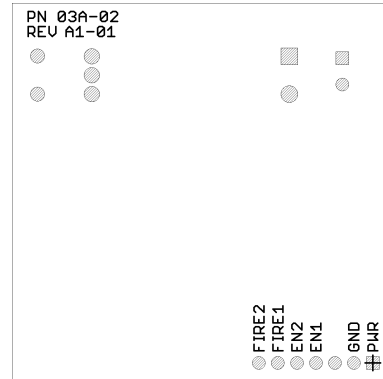 PN 03A-02
REV A1-01
FIRE2
FIRE1
EN2
EN1
GND
PWR